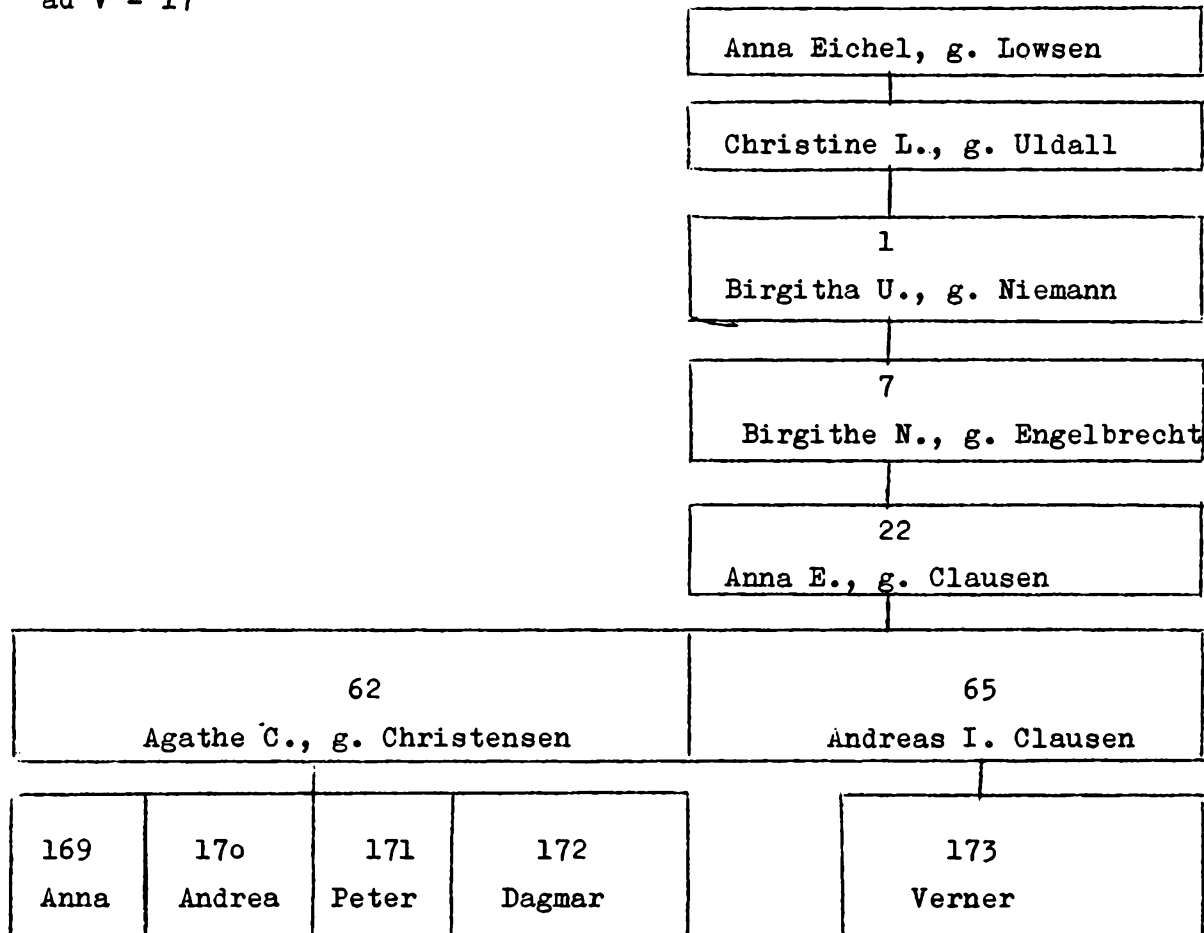 ad V - 17
Anna Eichel, g. Lowsen
Christine L., g. Uldall
1
Birgitha U., g. Niemann
7
Birgithe N., g. Engelbrecht
22
Anna E., g. Clausen
62 65
Agathe C., g. Christensen Andreas I. Clausen
169 17o 171 172 173
Anna Andrea Peter Dagmar Verner